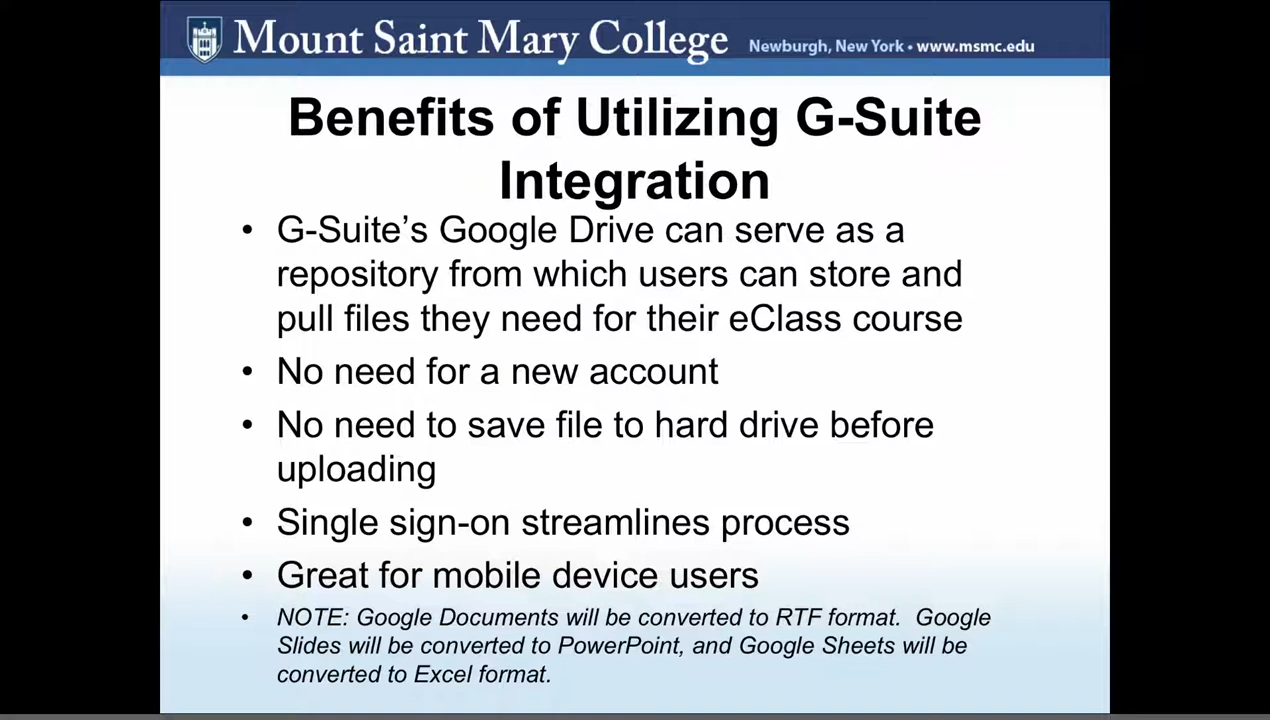 Mount Saint Mary College Newburgh, New York • www.msmc.edu
Benefits of Utilizing G-Suite
Integration
• G-Suite’s Google Drive can serve as a
repository from which users can store and
pull files they need for their eClass course
• No need for a new account
• No need to save file to hard drive before
uploading
• Single sign-on streamlines process
• Great for mobile device users
• NOTE: Google Documents will be converted to RTF format.  Google
Slides will be converted to PowerPoint, and Google Sheets will be
converted to Excel format.